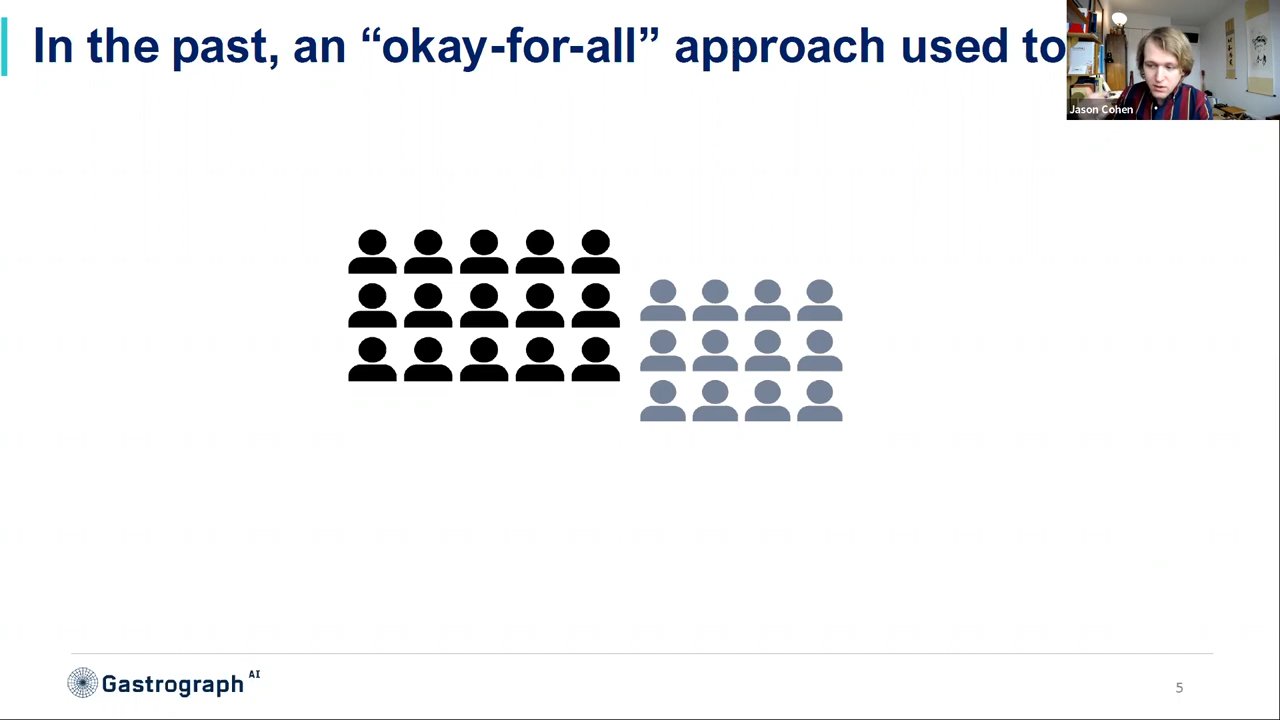 In the past, an “okay-for-all” approach used to
Jason Cohen
Gastrograph AI
5